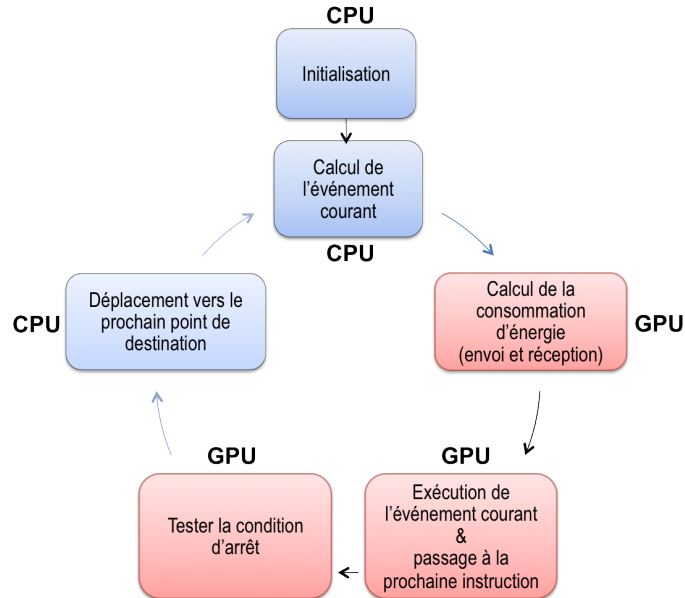 CPU
Initialisation
Calcul de
l'événement
courant
CPU
Calcul de la
consommation
d'énergie
(envoi et réception)
GPU
GPU
Exécution de
l'événement courant
&
passage à la
prochaine instruction
GPU
Tester la condition
d'arrêt
CPU
Déplacement vers le
prochain point de
destination